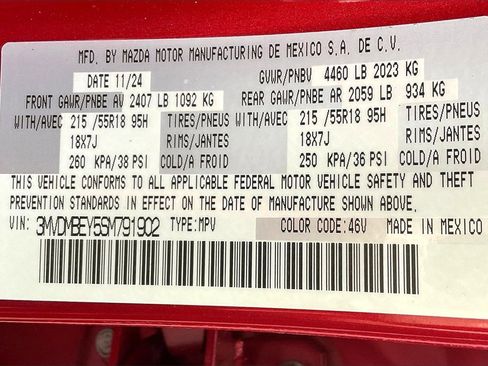 MFD. BY MAZDA MOTOR MANUFACTURING DE MEXICO S.A. DE C.V.
DATE 11/24 GVWR/PNBV 4460 LB 2023 KG
FRONT GAWR/PNBE AV 2407 LB 1092 KG REAR GAWR/PNBE AR 2059 LB 934 KG
WITH/AVEC 215 /55R18 95H TIRES/PNEUS WITH/AVEC 215 /55R18 95H TIRES/PNEUS
18X7J RIMS/JANTES 18X7J RIMS/JANTES
260 KPA/38 PSI COLD/A FROID 250 KPA/36 PSI COLD/A FROID
THIS VEHICLE CONFORMS TO ALL APPLICABLE FEDERAL MOTOR VEHICLE SAFETY AND THEFT
PREVENTION STANDARDS IN EFFECT ON THE DATE OF MANUFACTURE SHOWN ABOVE.
VIN: 3MVDMBEY5SM791902 TYPE: MPV COLOR CODE: 46V MADE IN MEXICO